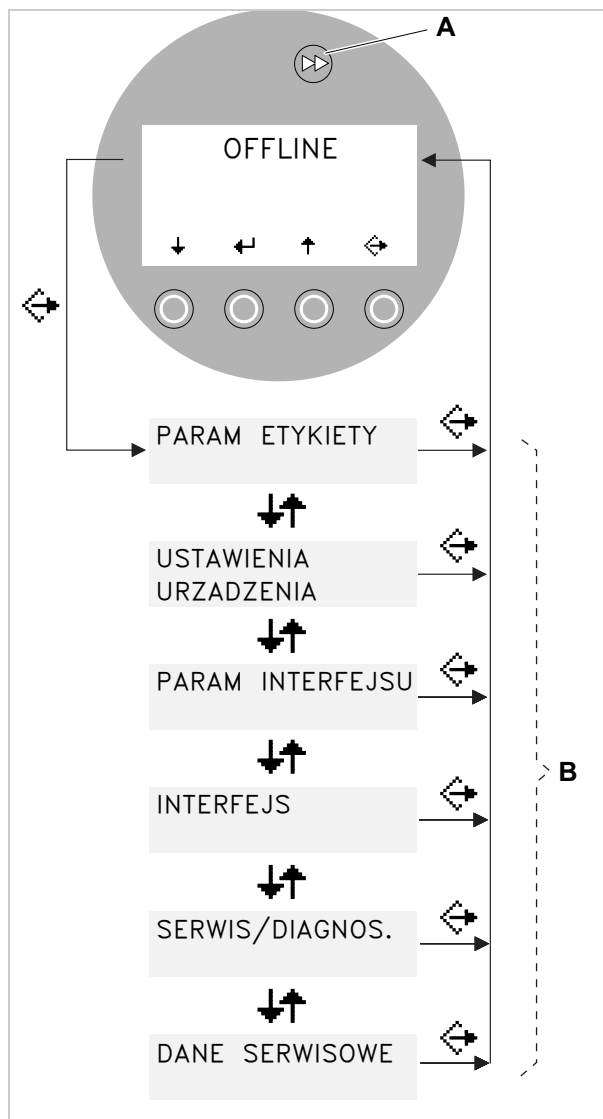 A
OFFLINE
PARAM ETYKIETY
USTAWIENIA
URZADZENIA
PARAM INTERFEJSU
INTERFEJS
B
SERWIS/DIAGNOS.
DANE SERWISOWE